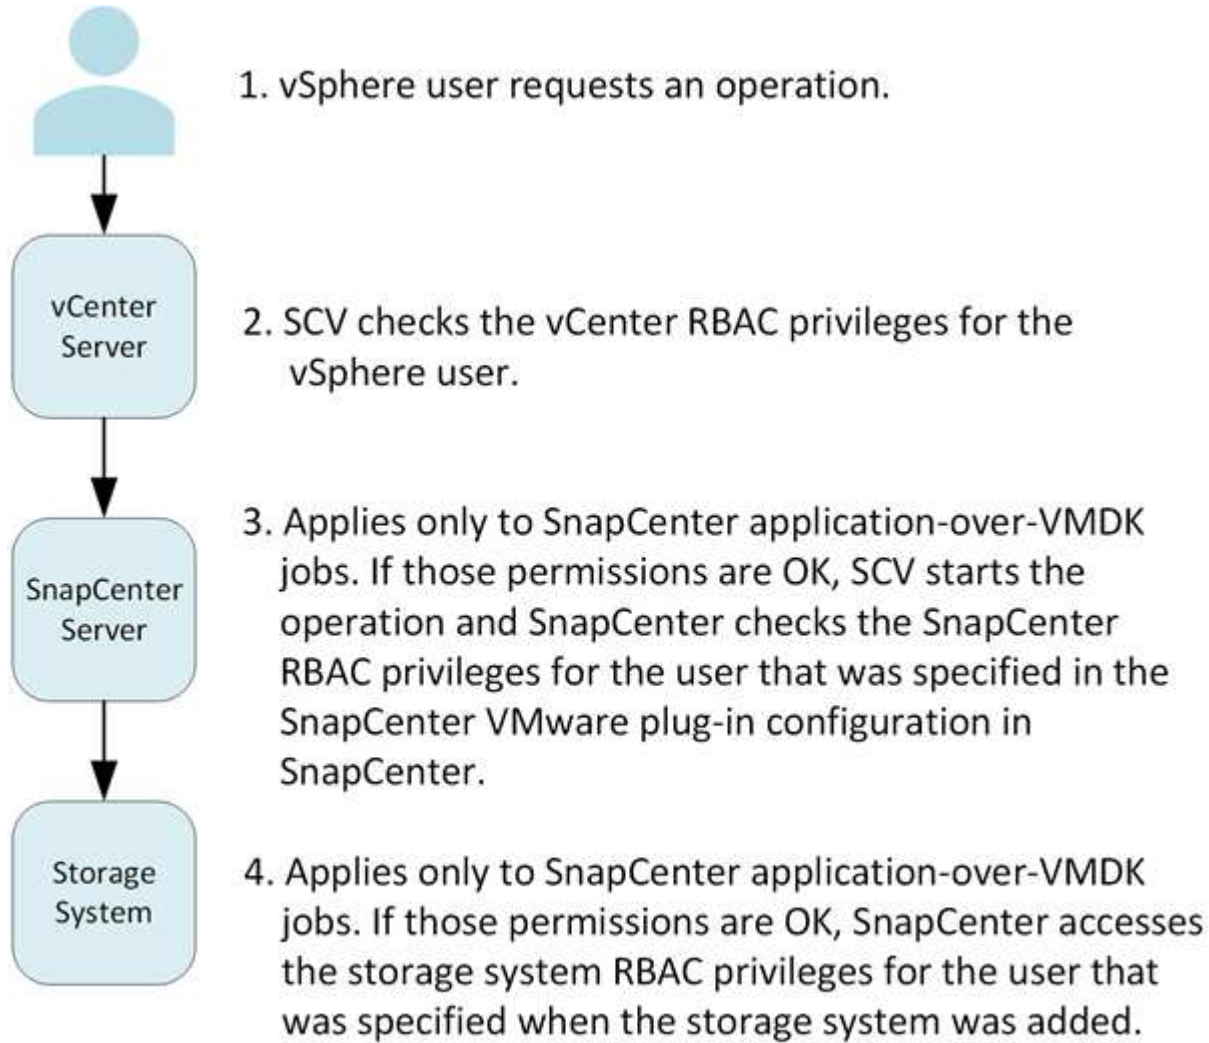 1. vSphere user requests an operation.
vCenter
Server
2. SCV checks the vCenter RBAC privileges for the
vSphere user.
SnapCenter
Server
3. Applies only to SnapCenter application-over-VMDK
jobs. If those permissions are OK, SCV starts the
operation and SnapCenter checks the SnapCenter
RBAC privileges for the user that was specified in the
SnapCenter VMware plug-in configuration in
SnapCenter.
Storage
System
4. Applies only to SnapCenter application-over-VMDK
jobs. If those permissions are OK, SnapCenter accesses
the storage system RBAC privileges for the user that
was specified when the storage system was added.